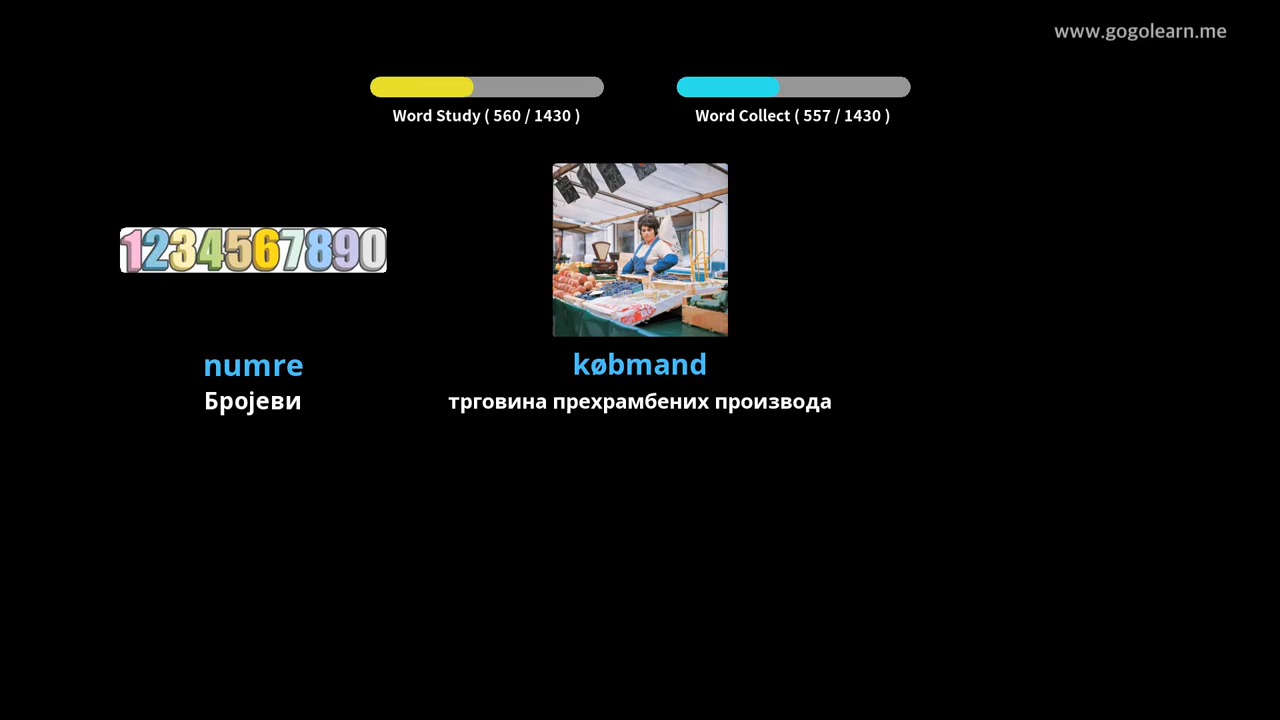 www.gogolearn.me
Word Study ( 560 / 1430 )
Word Collect ( 557 / 1430 )
1234567890
numre
Бројеви
købmand
трговина прехрамбених производа